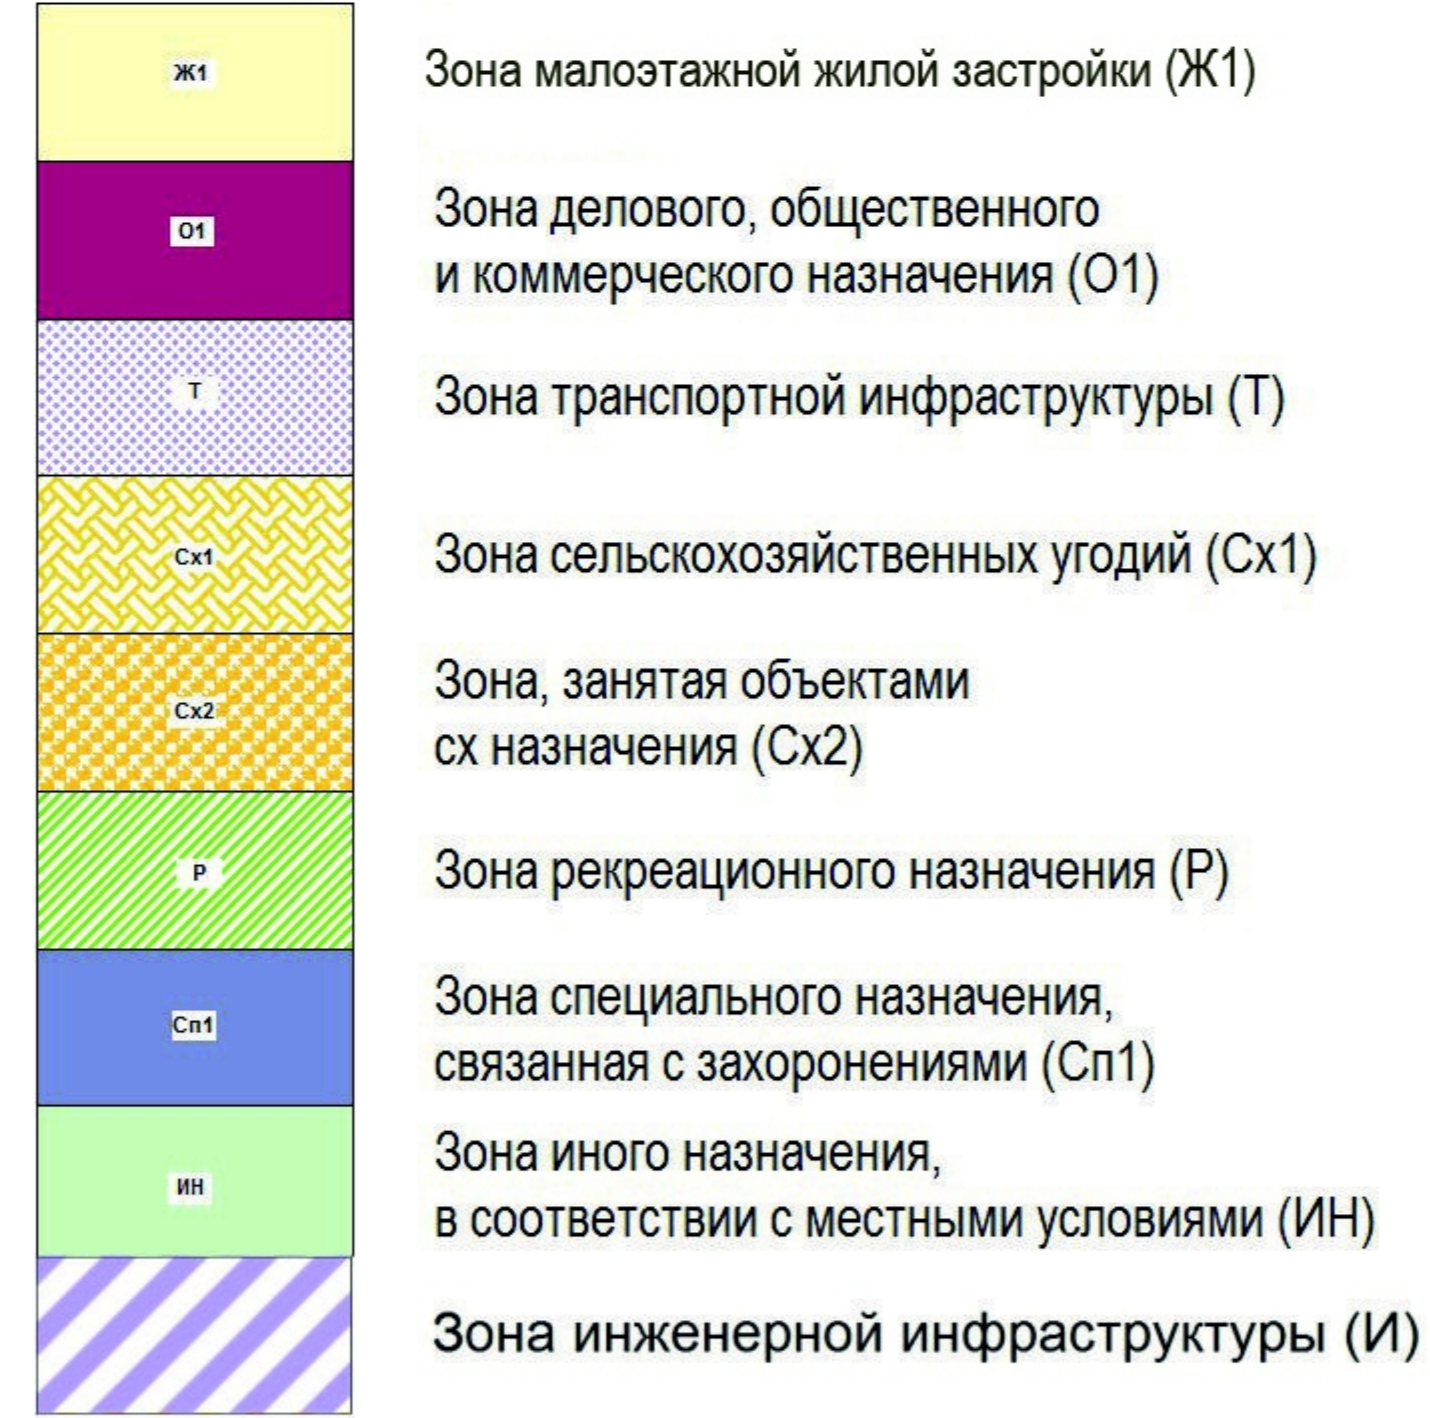 Ж1
Зона малоэтажной жилой застройки (Ж1)
О1
Зона делового, общественного
и коммерческого назначения (О1)
Т
Зона транспортной инфраструктуры (Т)
Сх1
Зона сельскохозяйственных угодий (Сх1)
Сх2
Зона, занятая объектами
сх назначения (Сх2)
Р
Зона рекреационного назначения (Р)
Сп1
Зона специального назначения,
связанная с захоронениями (Сп1)
ИН
Зона иного назначения,
в соответствии с местными условиями (ИН)
Зона инженерной инфраструктуры (И)